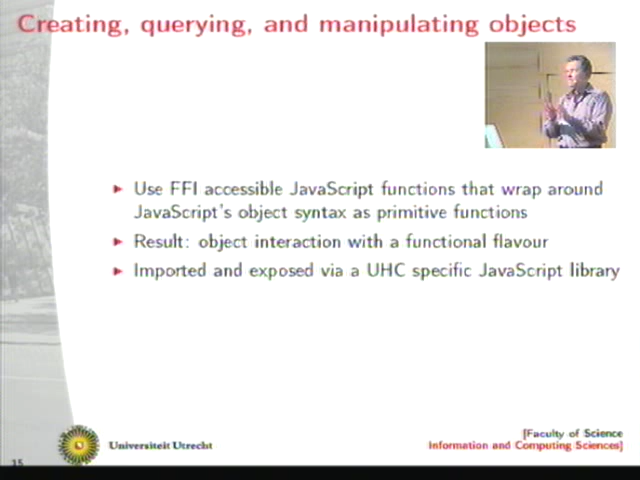 Creating, querying, and manipulating objects
Use FFI accessible JavaScript functions that wrap around
JavaScript's object syntax as primitive functions
Result: object interaction with a functional flavour
Imported and exposed via a UHC specific JavaScript library
[Faculty of Science
Universiteit Utrecht
Information and Computing Sciences]
15